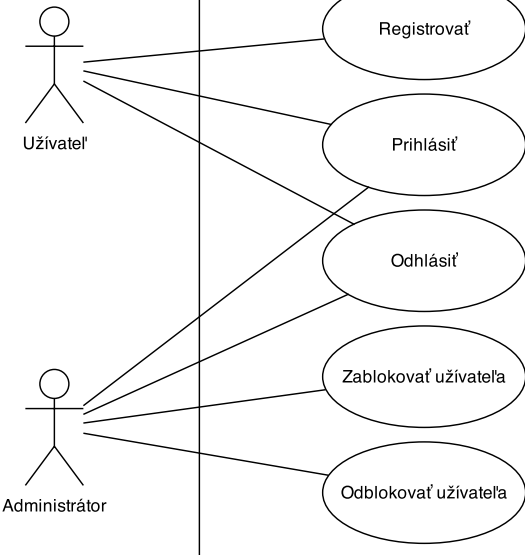 Registrovať
Užívateľ
Prihlásiť
Odhlásiť
Zablokovať užívateľa
Odblokovať užívateľa
Administrátor